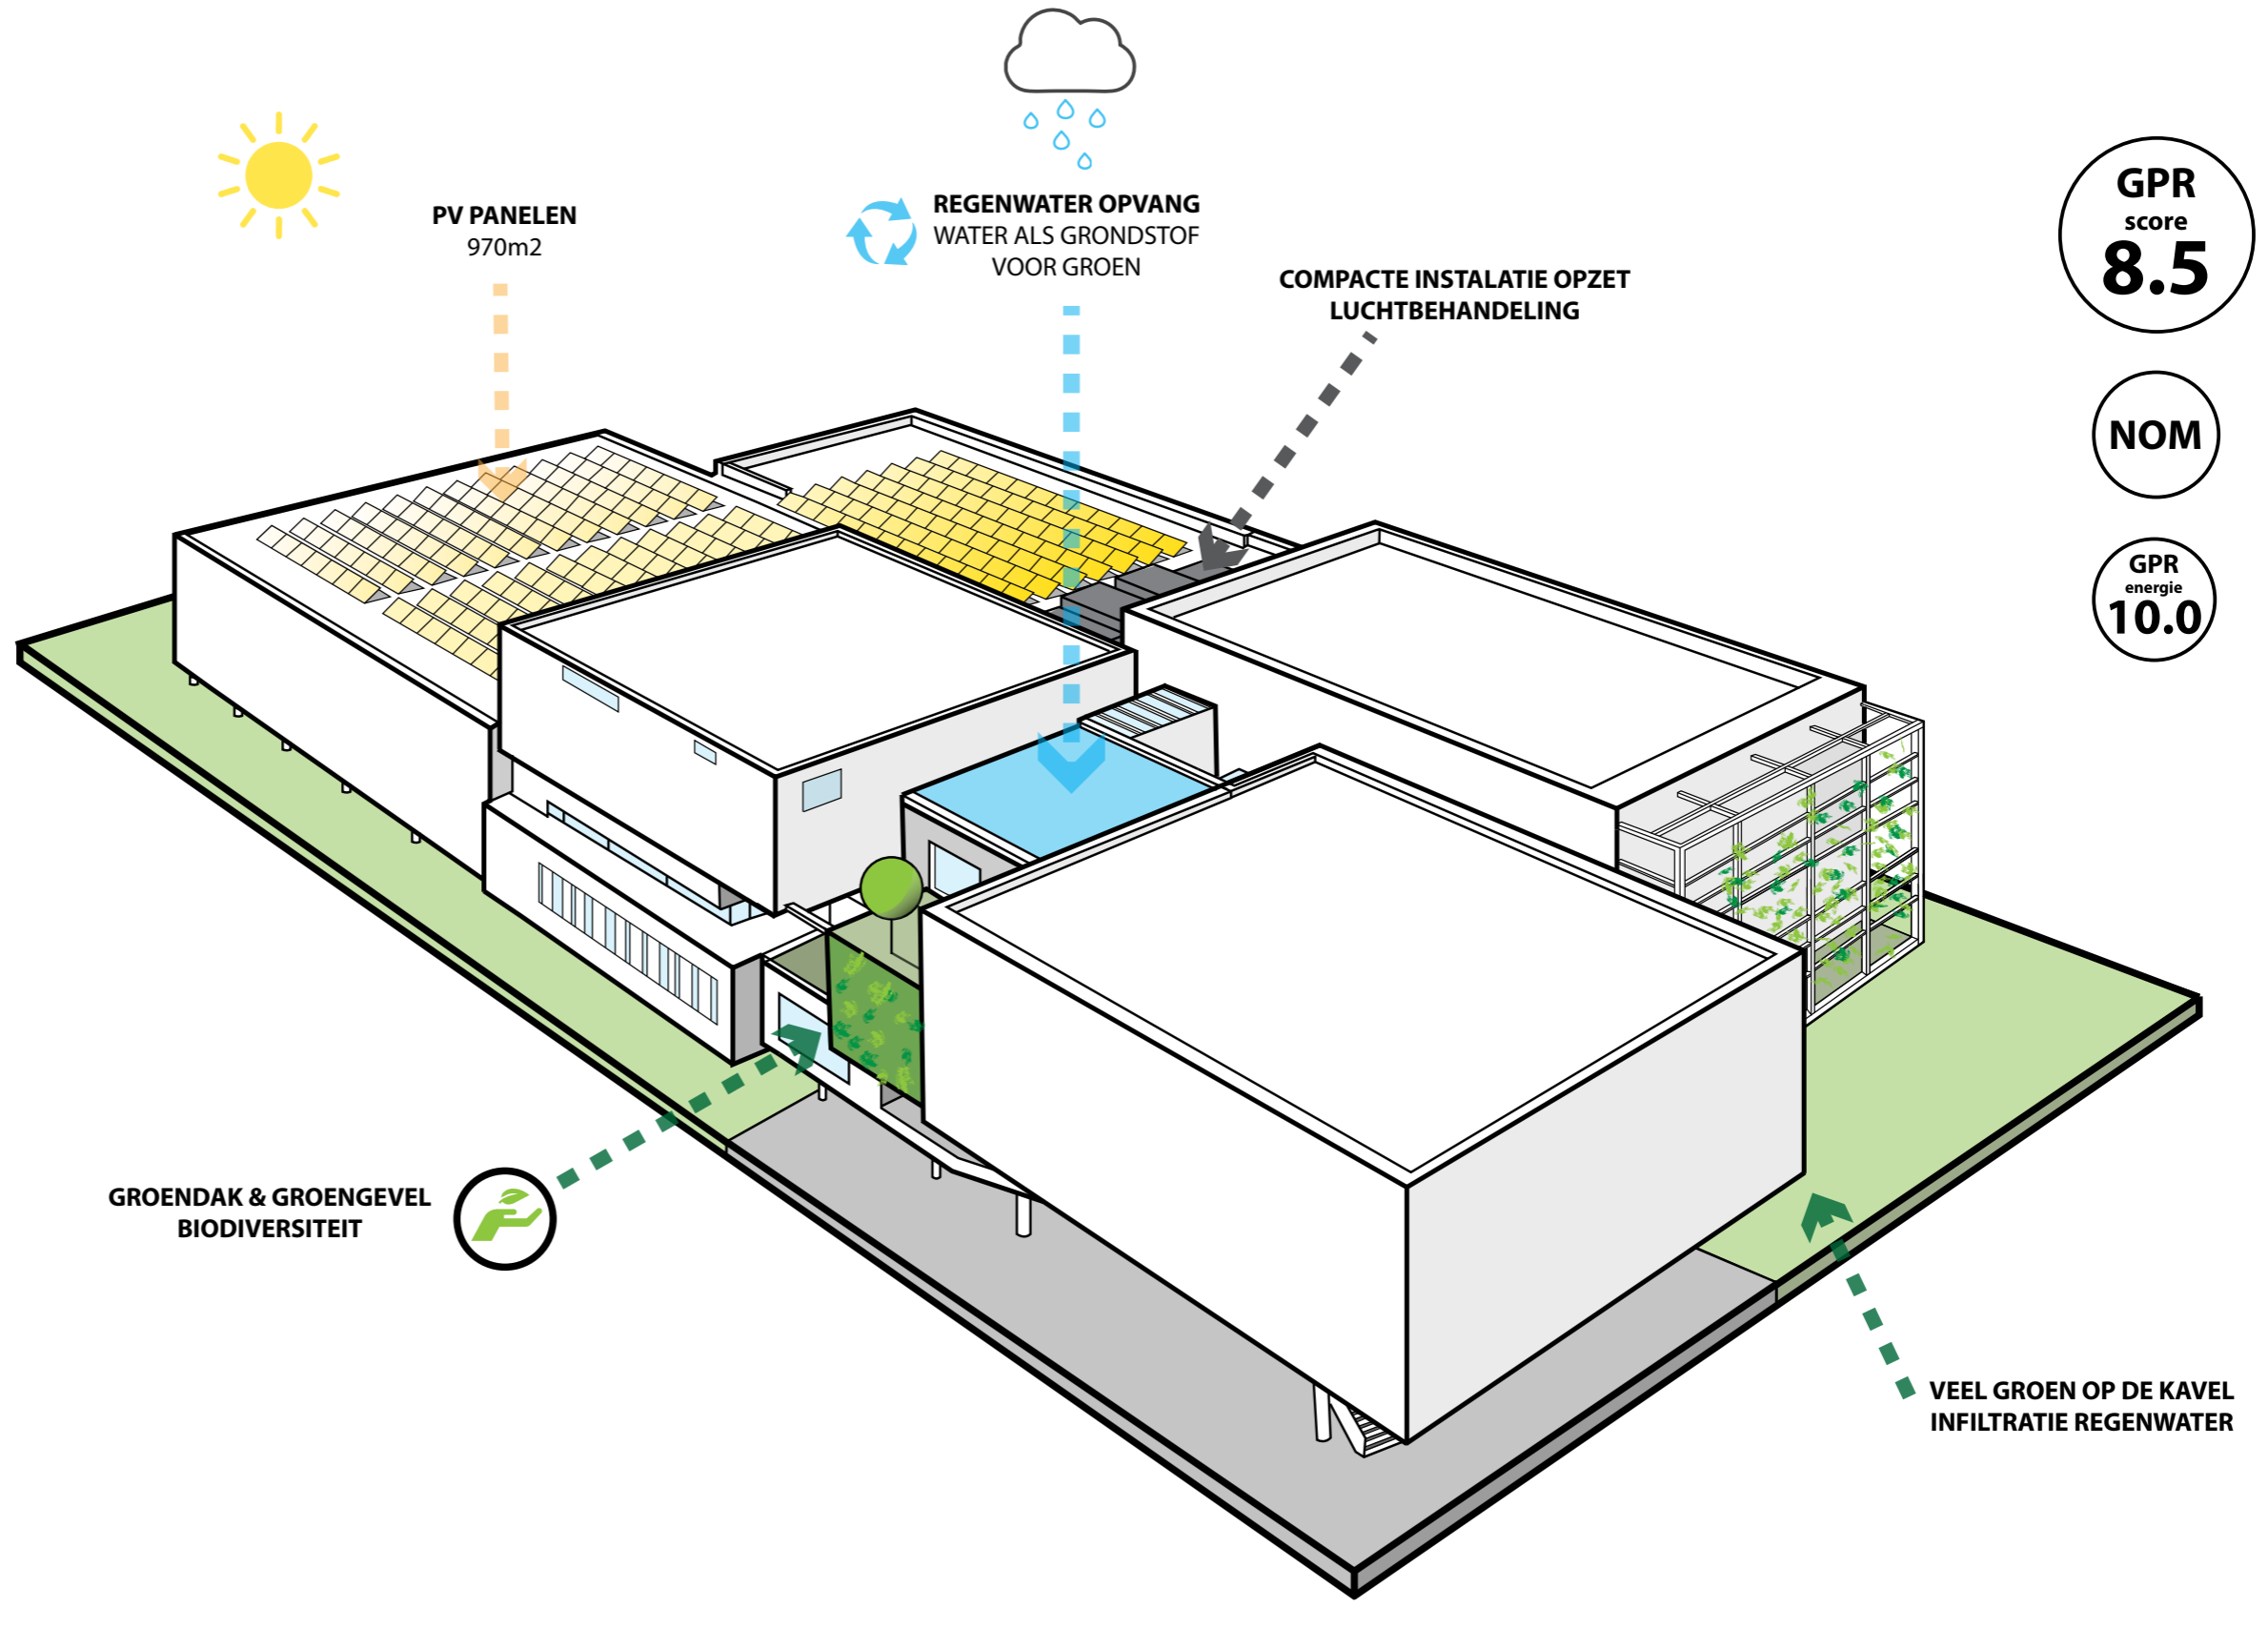 PV PANELEN
970m2
REGENWATER OPVANG
WATER ALS GRONDSTOF
VOOR GROEN
COMPACTE INSTALATIE OPZET
LUCHTBEHANDELING
GPR
score
8.5
NOM
GPR
energie
10.0
GROENDAK & GROENGEVEL
BIODIVERSITEIT
VEEL GROEN OP DE KAVEL
INFILTRATIE REGENWATER